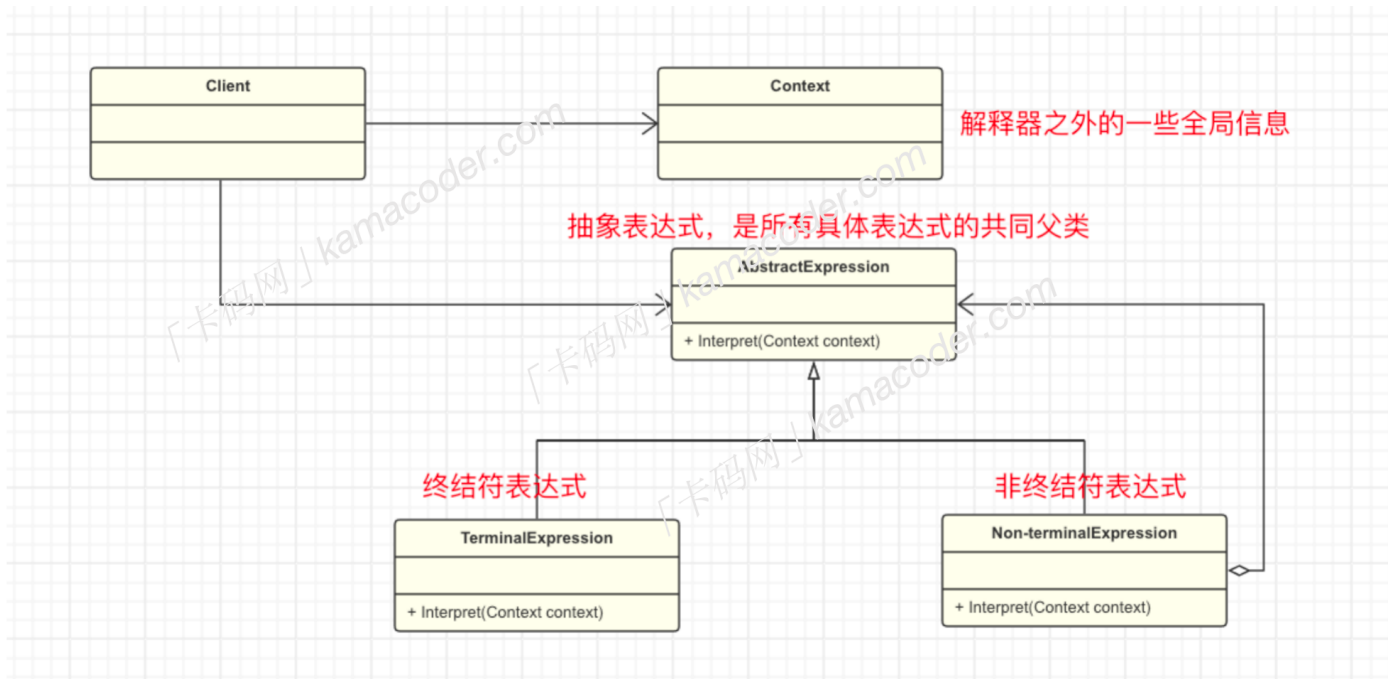 Client
Context
解释器之外的一些全局信息
抽象表达式，是所有具体表达式的共同父类
AbstractExpression
+ Interpret(Context context)
终结符表达式
非终结符表达式
TerminalExpression
+ Interpret(Context context)
Non-terminalExpression
+ Interpret(Context context)
「卡码网」kamacoder.com
「卡码网」kamacoder.com
「卡码网」kamacoder.com